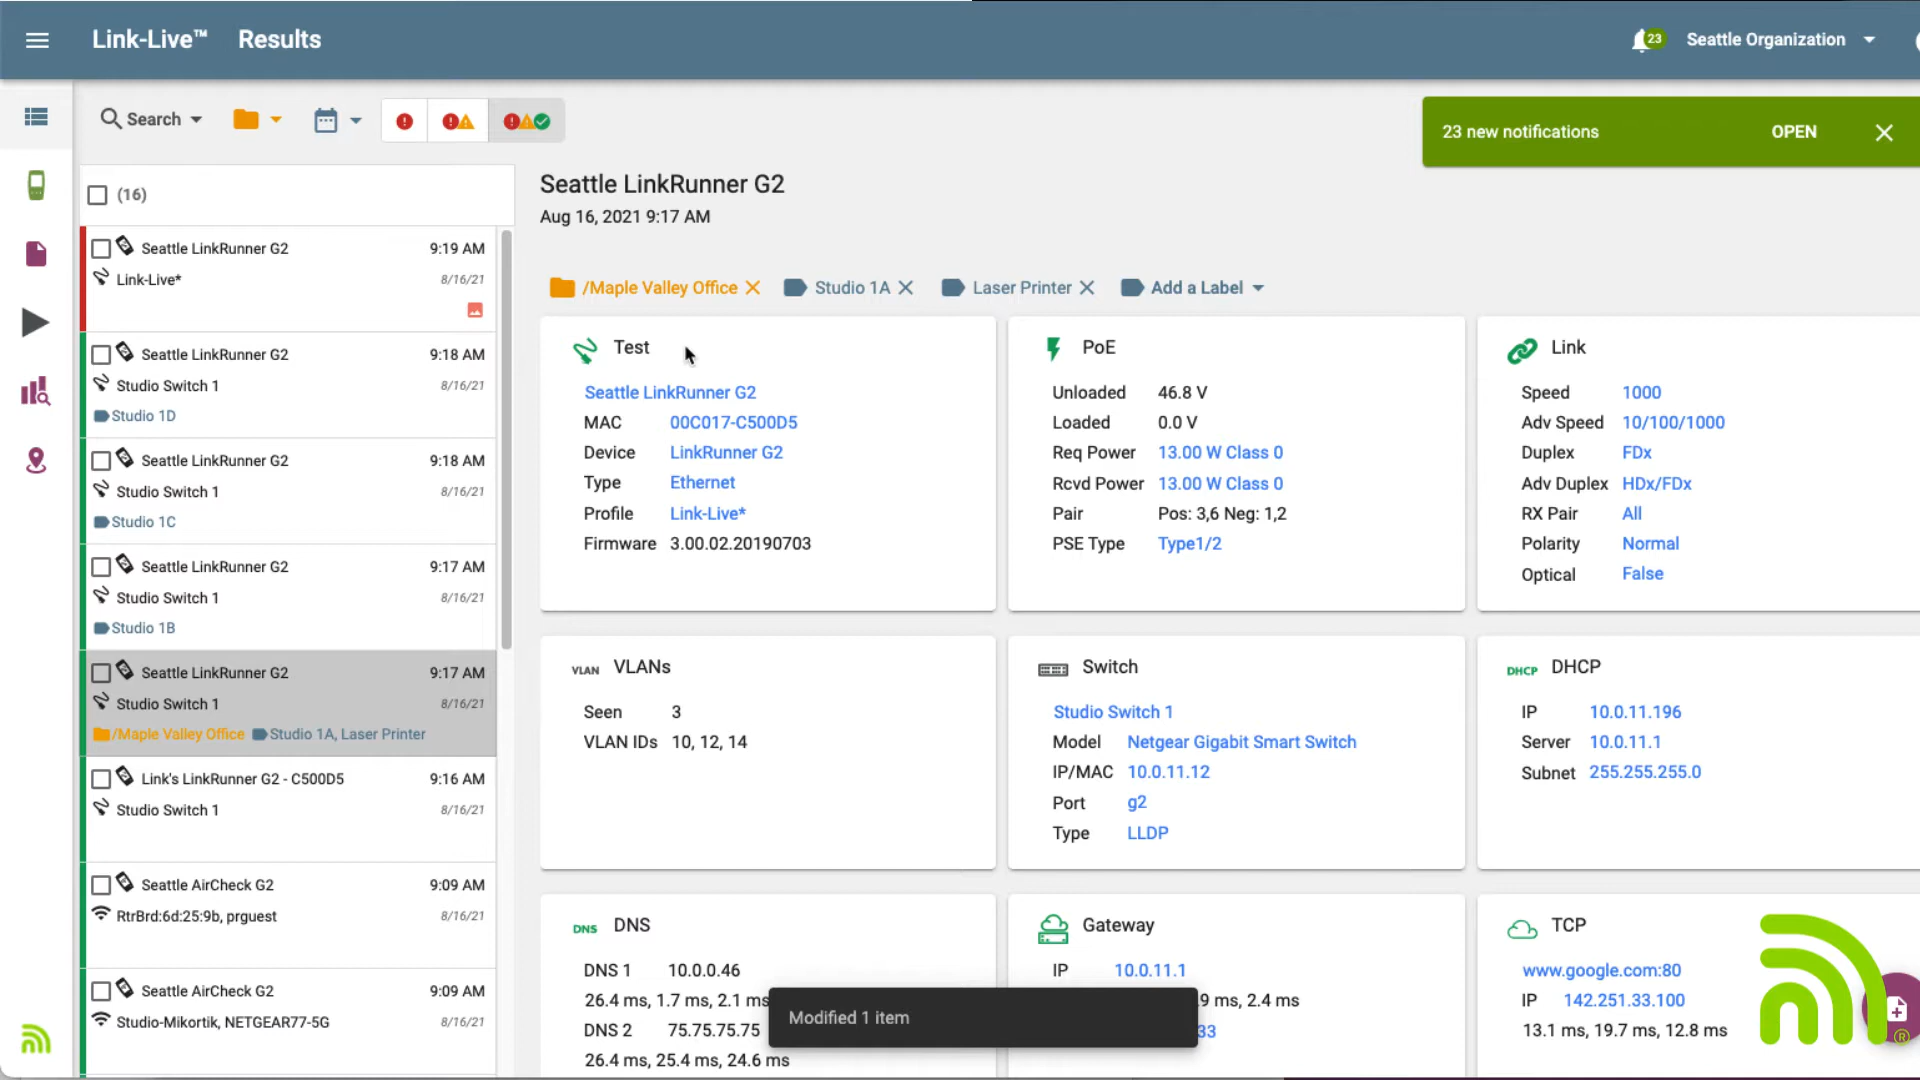 Link-Live™ Results
23
Seattle Organization
Search
23 new notifications OPEN
(16)
Seattle LinkRunner G2 9:19 AM
Link-Live* 8/16/21
Seattle LinkRunner G2 9:18 AM
Studio Switch 1 8/16/21
Studio 1D
Seattle LinkRunner G2 9:18 AM
Studio Switch 1 8/16/21
Studio 1C
Seattle LinkRunner G2 9:17 AM
Studio Switch 1 8/16/21
Studio 1B
Seattle LinkRunner G2 9:17 AM
Studio Switch 1 8/16/21
/Maple Valley Office Studio 1A, Laser Printer
Link's LinkRunner G2 - C500D5 9:16 AM
Studio Switch 1 8/16/21
Seattle AirCheck G2 9:09 AM
RtrBrd:6d:25:9b, prguest 8/16/21
Seattle AirCheck G2 9:09 AM
Studio-Mikortik, NETGEAR77-5G 8/16/21
Seattle LinkRunner G2
Aug 16, 2021 9:17 AM
/Maple Valley Office Studio 1A Laser Printer Add a Label
Test
Seattle LinkRunner G2
MAC 00C017-C500D5
Device LinkRunner G2
Type Ethernet
Profile Link-Live*
Firmware 3.00.02.20190703
PoE
Unloaded 46.8 V
Loaded 0.0 V
Req Power 13.00 W Class 0
Rcvd Power 13.00 W Class 0
Pair Pos: 3,6 Neg: 1,2
PSE Type Type1/2
Link
Speed 1000
Adv Speed 10/100/1000
Duplex FDx
Adv Duplex HDx/FDx
RX Pair All
Polarity Normal
Optical False
VLAN VLANs
Seen 3
VLAN IDs 10, 12, 14
Switch
Studio Switch 1
Model Netgear Gigabit Smart Switch
IP/MAC 10.0.11.12
Port g2
Type LLDP
DHCP DHCP
IP 10.0.11.196
Server 10.0.11.1
Subnet 255.255.255.0
DNS DNS
DNS 1 10.0.0.46
26.4 ms, 1.7 ms, 2.1 ms
DNS 2 75.75.75.75
26.4 ms, 25.4 ms, 24.6 ms
Gateway
IP 10.0.11.1
9 ms, 2.4 ms
33
TCP
www.google.com:80
IP 142.251.33.100
13.1 ms, 19.7 ms, 12.8 ms
Modified 1 item
®